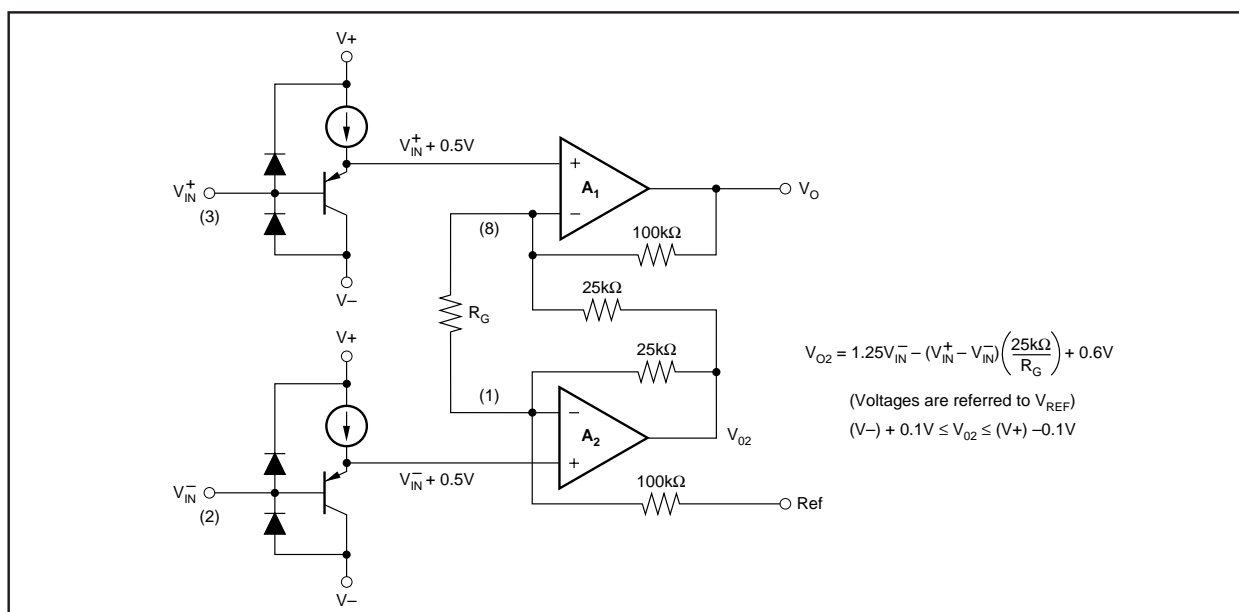 V+
V_IN^+ + 0.5V
+
A_1
–
V_IN^+
(3)
V_O
(8)
100kΩ
V–
25kΩ
R_G
V+
25kΩ
V_O2 = 1.25V_IN^– – (V_IN^+ – V_IN^–)(25kΩ/R_G) + 0.6V
(1)
(Voltages are referred to V_REF)
–
A_2
+
V_02
(V–) + 0.1V ≤ V_02 ≤ (V+) –0.1V
V_IN^– + 0.5V
100kΩ
V_IN^–
(2)
Ref
V–